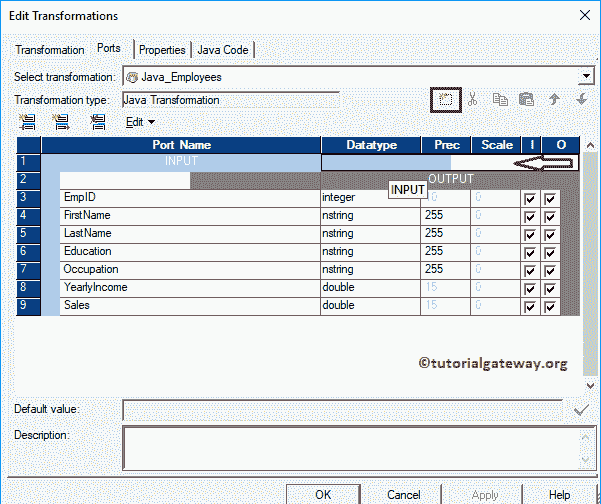 Edit Transformations
Transformation Ports Properties Java Code
Select transformation: Java_Employees
Transformation type: Java Transformation
Edit
Port Name Datatype Prec Scale I O
1 INPUT
2 OUTPUT
INPUT
3 EmpID integer 10 0
4 FirstName nstring 255 0
5 LastName nstring 255 0
6 Education nstring 255 0
7 Occupation nstring 255 0
8 YearlyIncome double 15 0
9 Sales double 15 0
©tutorialgateway.org
Default value:
Description:
OK Cancel Apply Help